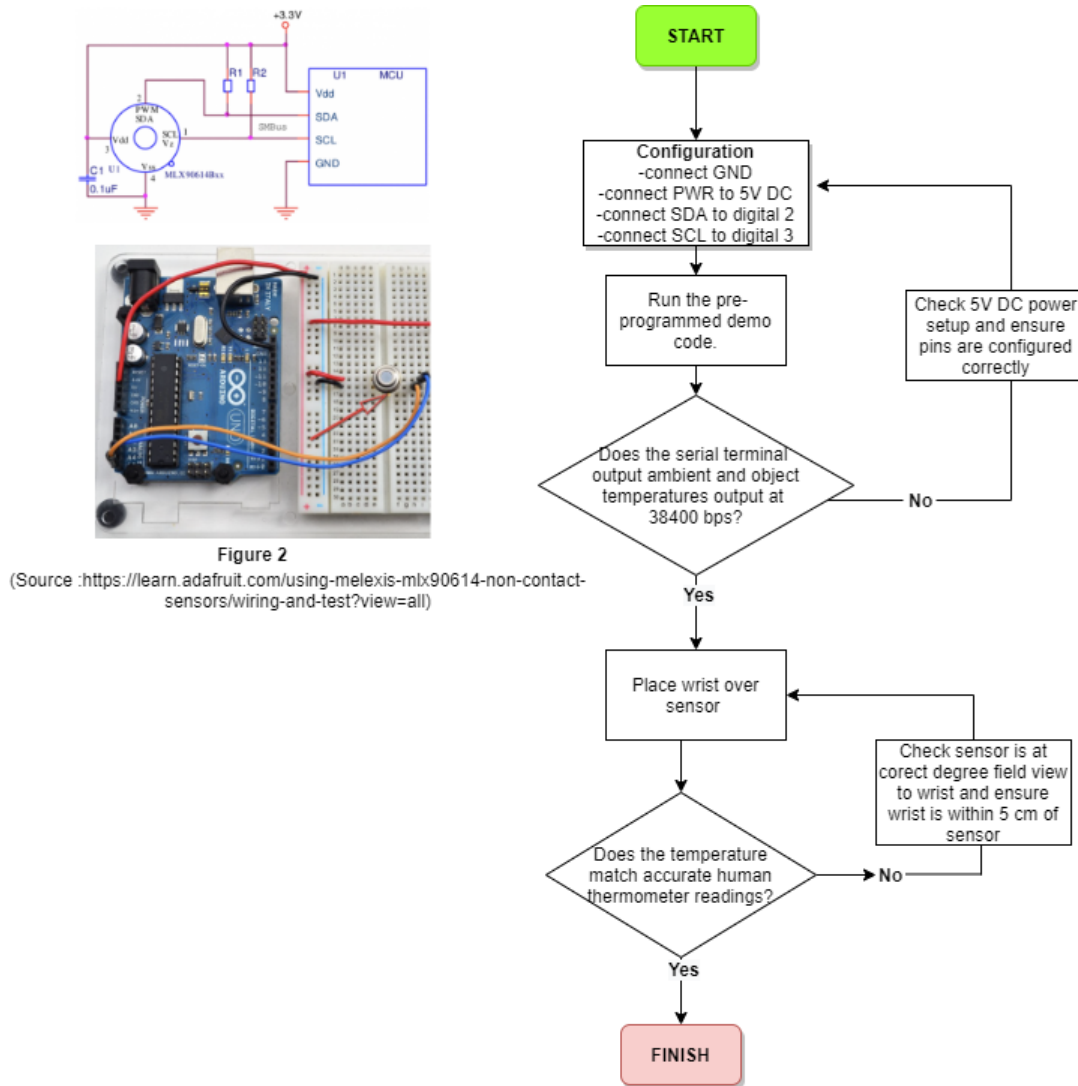 +3.3V
R1
R2
U1
MCU
Vdd
SDA
SCL
GND
SMBus
2
PWM
SDA
Vdd
3
SCL
Vz
1
Vss
4
MLX90614Bxx
C1
U1
0.1uF
ARDUINO
UNO
Figure 2
(Source :https://learn.adafruit.com/using-melexis-mlx90614-non-contact-
sensors/wiring-and-test?view=all)
START
Configuration
-connect GND
-connect PWR to 5V DC
-connect SDA to digital 2
-connect SCL to digital 3
Run the pre-
programmed demo
code.
Check 5V DC power
setup and ensure
pins are configured
correctly
Does the serial terminal
output ambient and object
temperatures output at
38400 bps?
No
Yes
Place wrist over
sensor
Check sensor is at
corect degree field view
to wrist and ensure
wrist is within 5 cm of
sensor
Does the temperature
match accurate human
thermometer readings?
No
Yes
FINISH